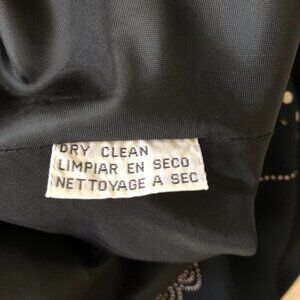 DRY CLEAN
LIMPIAR EN SECO
NETTOYAGE A SEC